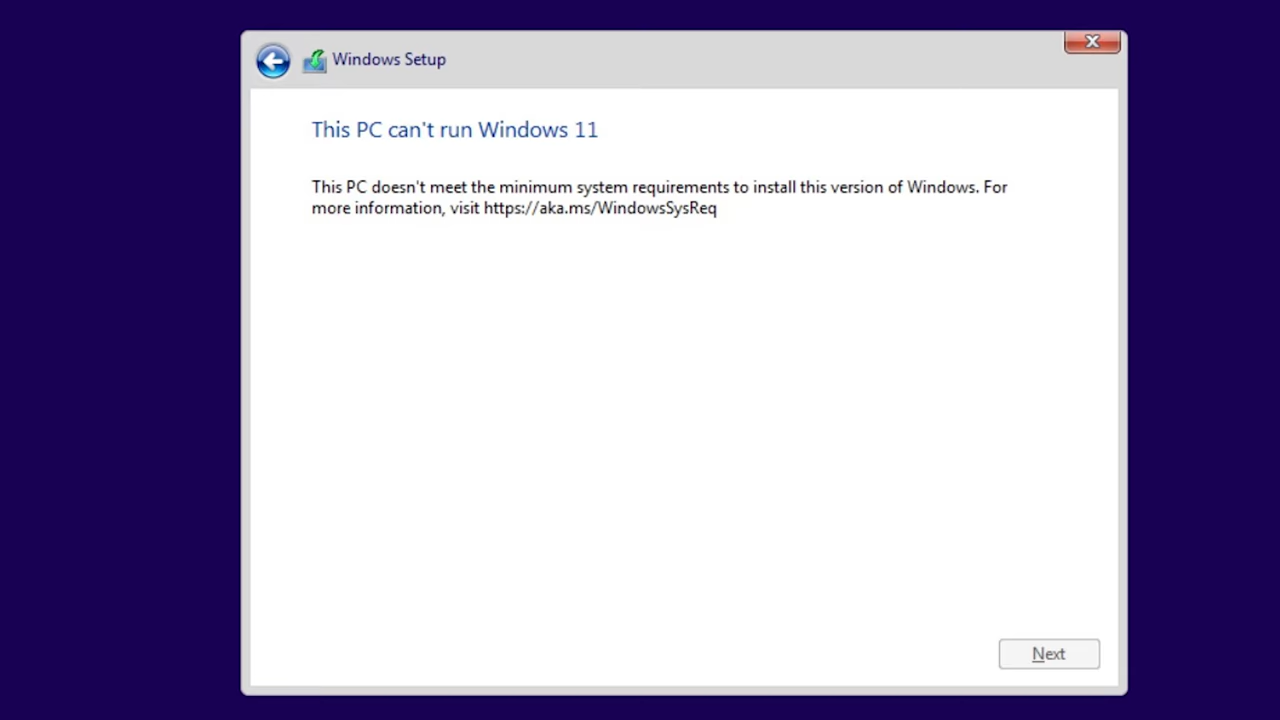 Windows Setup
This PC can't run Windows 11
This PC doesn't meet the minimum system requirements to install this version of Windows. For
more information, visit https://aka.ms/WindowsSysReq
Next